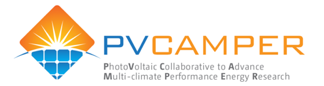 PVCAMPER
PhotoVoltaic Collaborative to Advance
Multi-climate Performance Energy Research